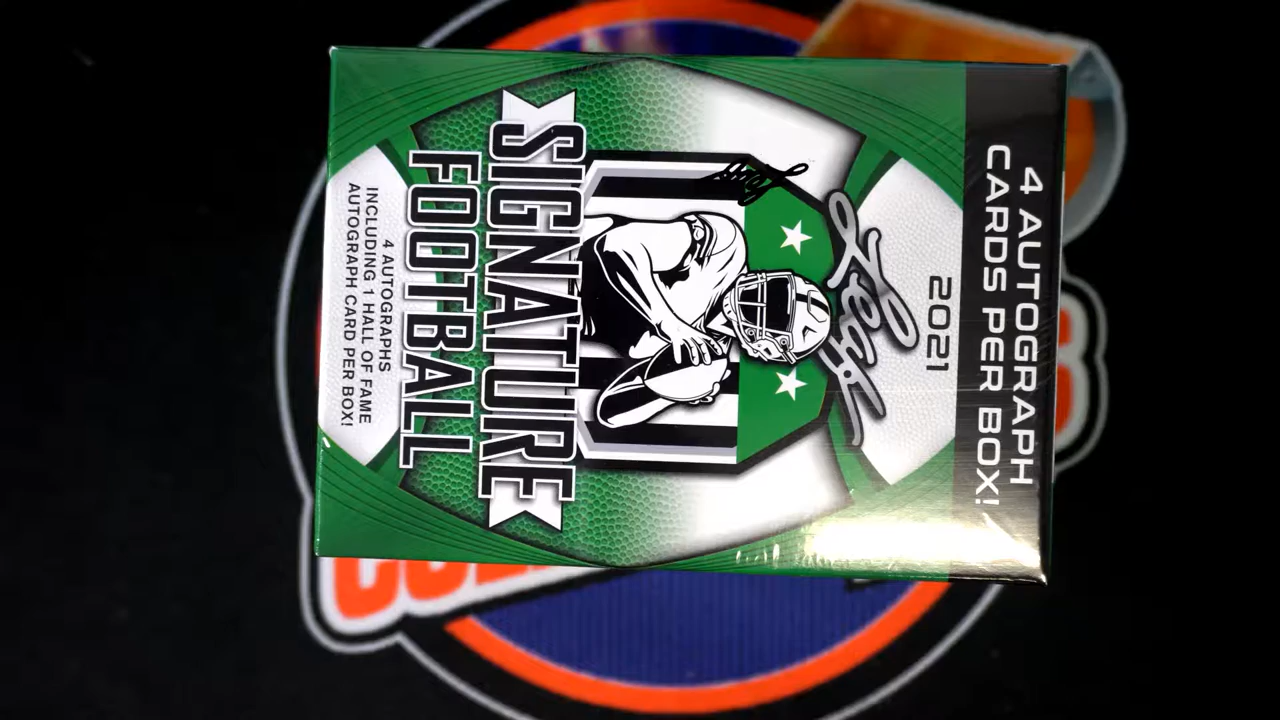 4 AUTOGRAPH
CARDS PER BOX!
2021
Leaf
SIGNATURE
FOOTBALL
4 AUTOGRAPHS
INCLUDING 1 HALL OF FAME
AUTOGRAPH CARD PER BOX!